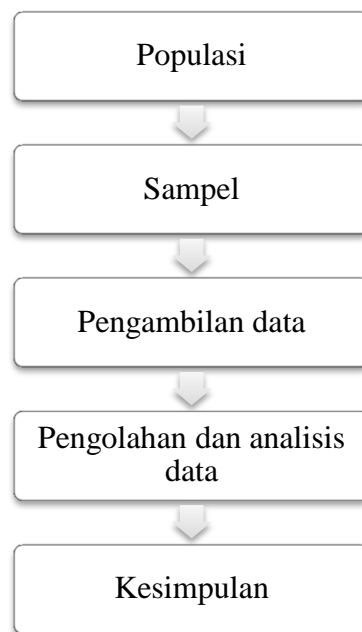 Populasi
Sampel
Pengambilan data
Pengolahan dan analisis
data
Kesimpulan